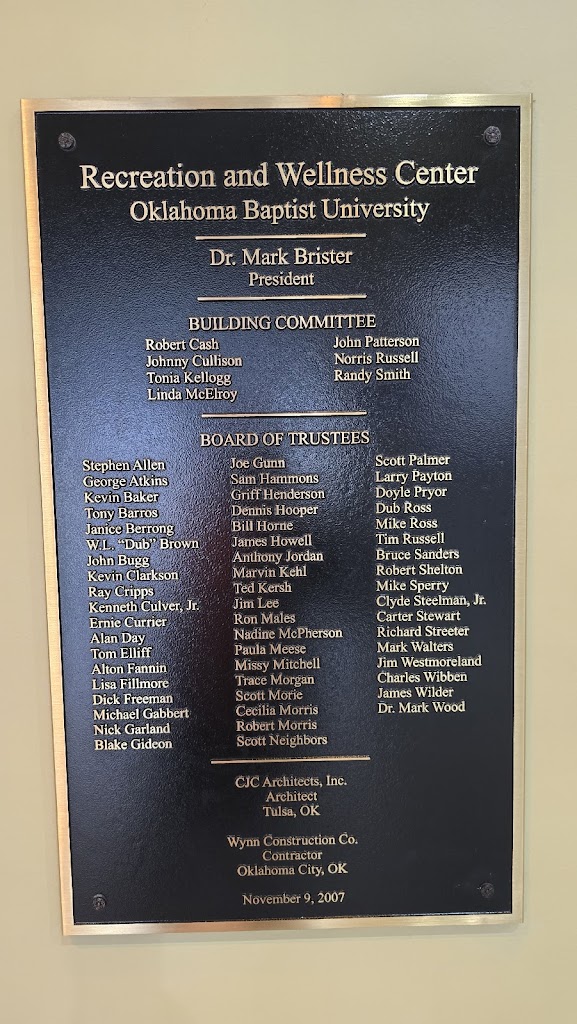 Recreation and Wellness Center
Oklahoma Baptist University
Dr. Mark Brister
President
BUILDING COMMITTEE
Robert Cash
Johnny Cullison
Tonia Kellogg
Linda McElroy
John Patterson
Norris Russell
Randy Smith
BOARD OF TRUSTEES
Stephen Allen
George Atkins
Kevin Baker
Tony Barros
Janice Berrong
W.L. “Dub” Brown
John Bugg
Kevin Clarkson
Ray Cripps
Kenneth Culver, Jr.
Ernie Currier
Alan Day
Tom Elliff
Alton Fannin
Lisa Fillmore
Dick Freeman
Michael Gabbert
Nick Garland
Blake Gideon
Joe Gunn
Sam Hammons
Griff Henderson
Dennis Hooper
Bill Horne
James Howell
Anthony Jordan
Marvin Kehl
Ted Kersh
Jim Lee
Ron Males
Nadine McPherson
Paula Meese
Missy Mitchell
Trace Morgan
Scott Morie
Cecilia Morris
Robert Morris
Scott Neighbors
Scott Palmer
Larry Payton
Doyle Pryor
Dub Ross
Mike Ross
Tim Russell
Bruce Sanders
Robert Shelton
Mike Sperry
Clyde Steelman, Jr.
Carter Stewart
Richard Streeter
Mark Walters
Jim Westmoreland
Charles Wibben
James Wilder
Dr. Mark Wood
CJC Architects, Inc.
Architect
Tulsa, OK
Wynn Construction Co.
Contractor
Oklahoma City, OK
November 9, 2007